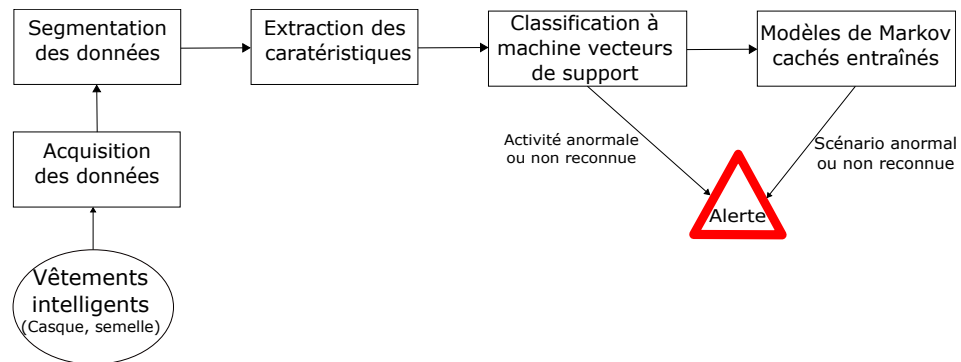 Segmentation
des données
Extraction des
caratéristiques
Classification à
machine vecteurs
de support
Modèles de Markov
cachés entraînés
Acquisition
des données
Activité anormale
ou non reconnue
Scénario anormal
ou non reconnue
Alerte
Vêtements
intelligents
(Casque, semelle)